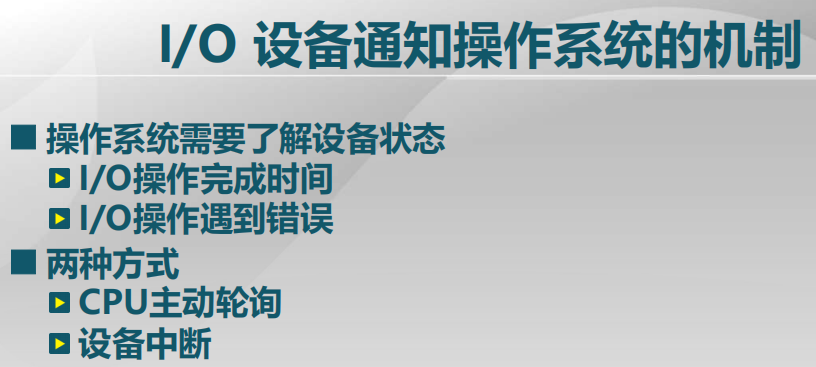 I/O 设备通知操作系统的机制
操作系统需要了解设备状态
I/O操作完成时间
I/O操作遇到错误
两种方式
CPU主动轮询
设备中断